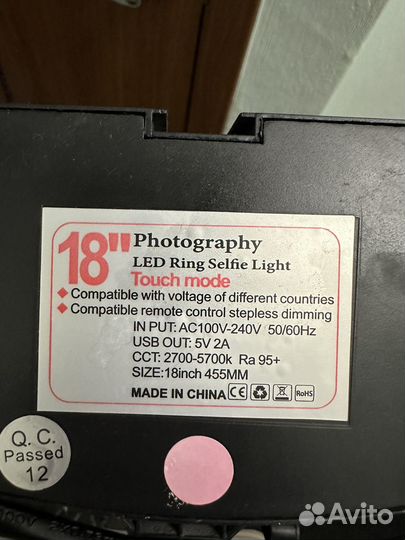 18" Photography
LED Ring Selfie Light
Touch mode
◆ Compatible with voltage of different countries
◆ Compatible remote control stepless dimming
IN PUT: AC100V-240V 50/60Hz
USB OUT: 5V 2A
CCT: 2700-5700k Ra 95+
SIZE:18inch 455MM
MADE IN CHINA CE RoHS
Q. C.
Passed
12
Avito